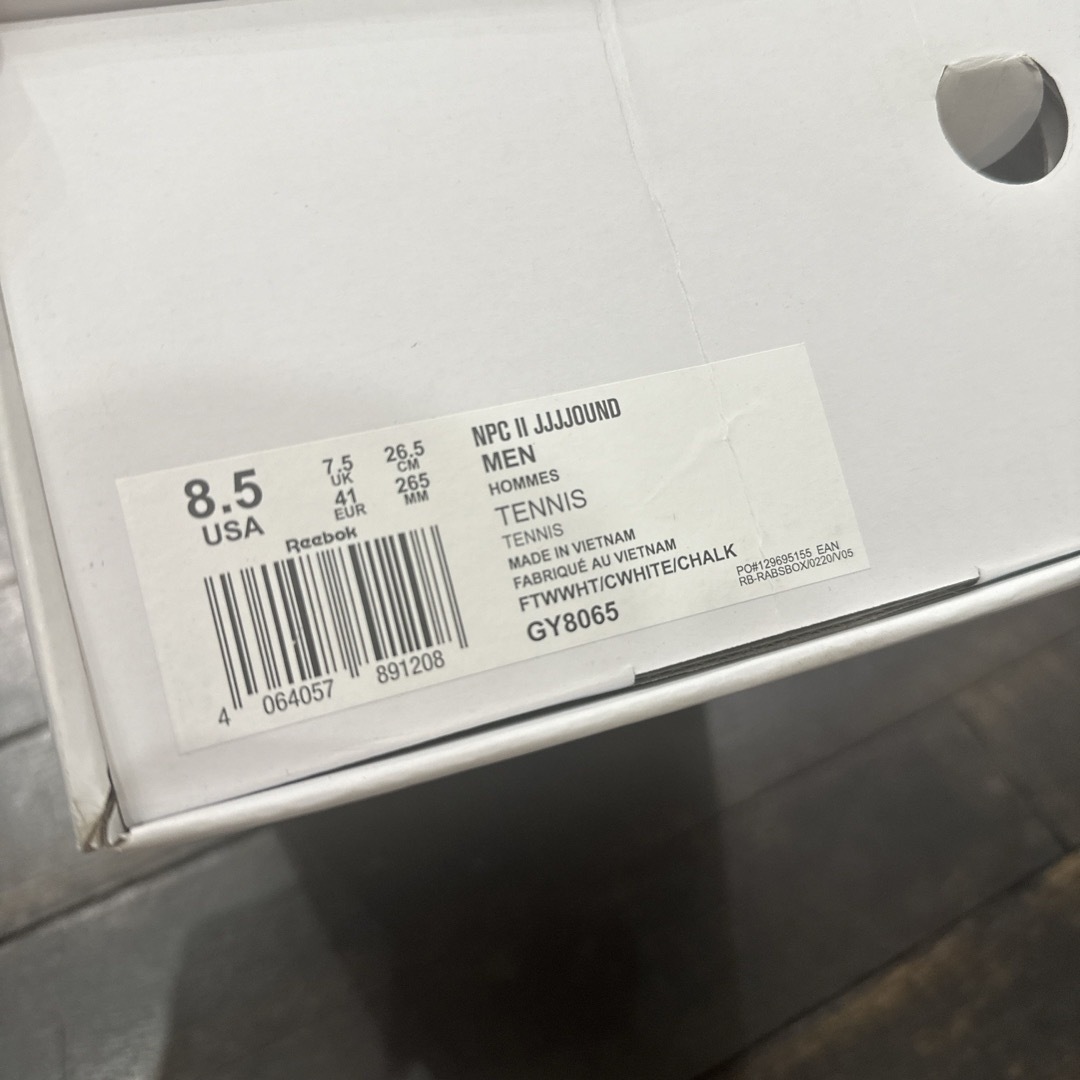 8.5
USA
7.5
UK
41
EUR
26.5
CM
265
MM
Reebok
4 064057 891208
NPC II JJJJOUND
MEN
HOMMES
TENNIS
TENNIS
MADE IN VIETNAM
FABRIQUÉ AU VIETNAM
FTWWHT/CWHITE/CHALK
GY8065
PO#129695155 EAN
RB-RABSBOX/0220/V05